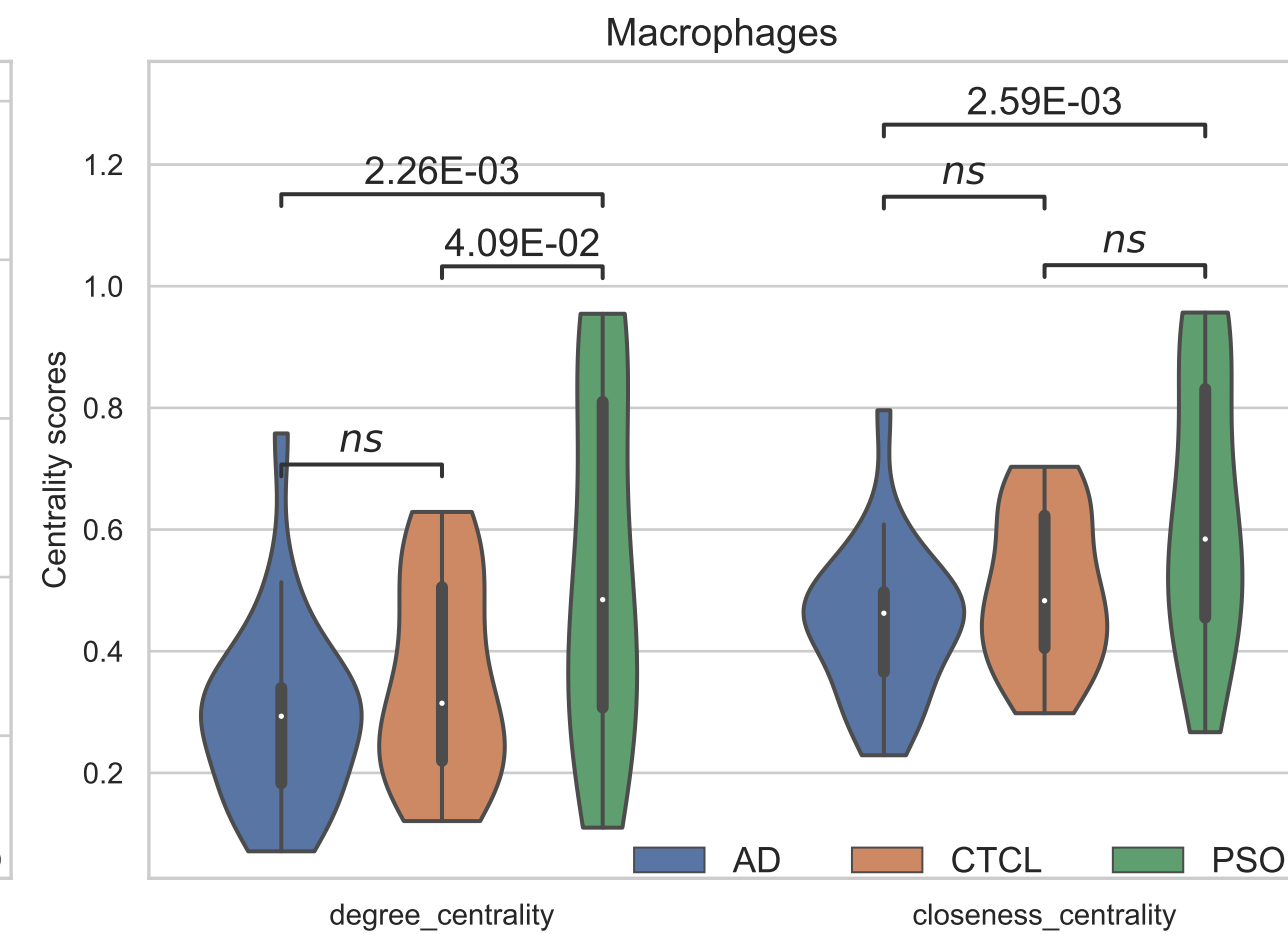 Macrophages
2.59E-03
1.2
2.26E-03
ns
4.09E-02
ns
1.0
Centrality scores
0.8
ns
0.6
0.4
0.2
AD
CTCL
PSO
degree_centrality
closeness_centrality